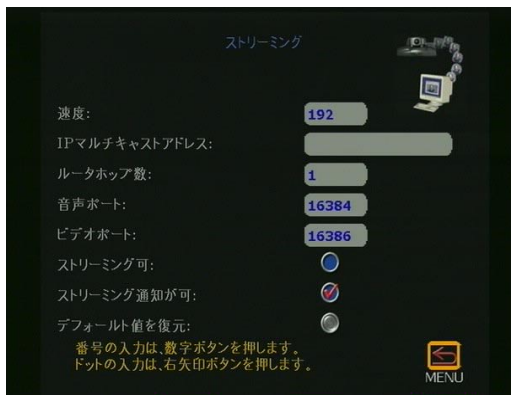 ストリーミング
速度: 192
IPマルチキャストアドレス:
ルータホップ数: 1
音声ポート: 16384
ビデオポート: 16386
ストリーミング可:
ストリーミング通知が可:
デフォールト値を復元:
番号の入力は、数字ボタンを押します。
ドットの入力は、右矢印ボタンを押します。
MENU